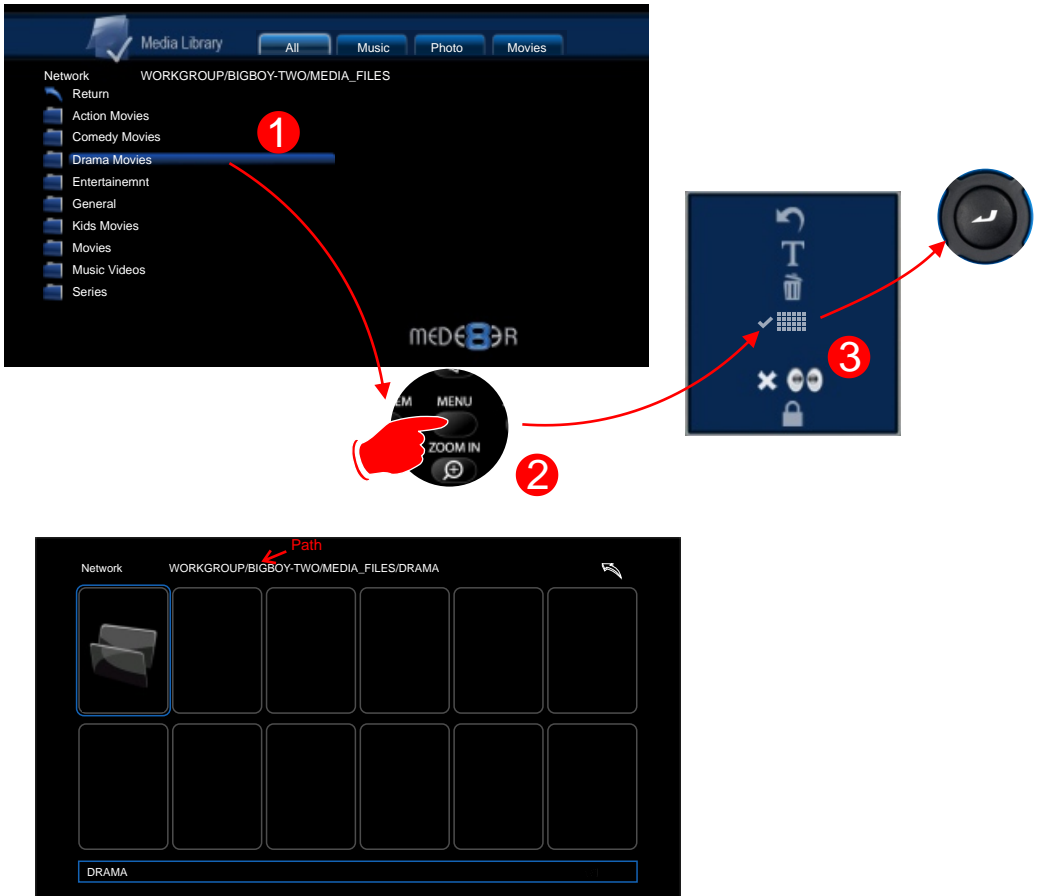 Media Library
All Music Photo Movies
Network WORKGROUP/BIGBOY-TWO/MEDIA_FILES
Return
Action Movies
Comedy Movies
1
Drama Movies
Entertainemnt
General
Kids Movies
Movies
Music Videos
Series
MEDE8ER
T
3
EM MENU
ZOOM IN
2
Path
Network WORKGROUP/BIGBOY-TWO/MEDIA_FILES/DRAMA
DRAMA